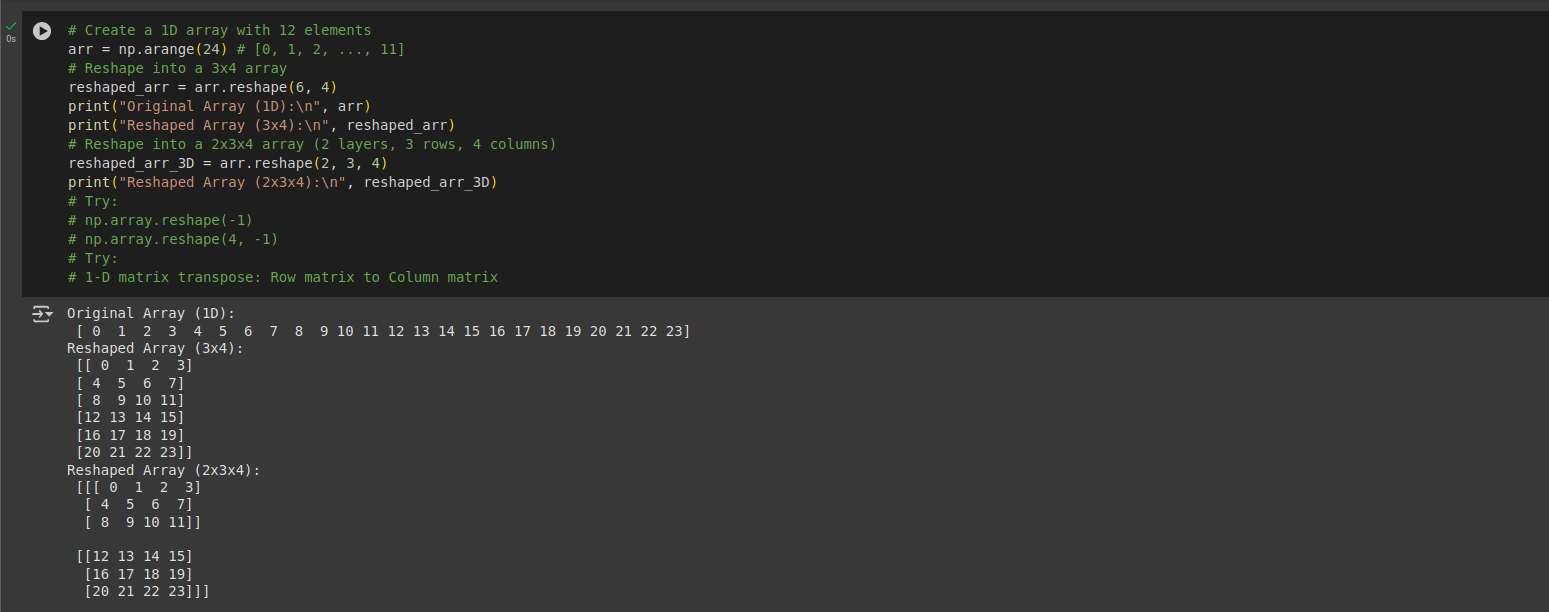 0s
# Create a 1D array with 12 elements
arr = np.arange(24) # [0, 1, 2, ..., 11]
# Reshape into a 3x4 array
reshaped_arr = arr.reshape(6, 4)
print("Original Array (1D):\n", arr)
print("Reshaped Array (3x4):\n", reshaped_arr)
# Reshape into a 2x3x4 array (2 layers, 3 rows, 4 columns)
reshaped_arr_3D = arr.reshape(2, 3, 4)
print("Reshaped Array (2x3x4):\n", reshaped_arr_3D)
# Try:
# np.array.reshape(-1)
# np.array.reshape(4, -1)
# Try:
# 1-D matrix transpose: Row matrix to Column matrix
Original Array (1D):
 [ 0  1  2  3  4  5  6  7  8  9 10 11 12 13 14 15 16 17 18 19 20 21 22 23]
Reshaped Array (3x4):
 [[ 0  1  2  3]
 [ 4  5  6  7]
 [ 8  9 10 11]
 [12 13 14 15]
 [16 17 18 19]
 [20 21 22 23]]
Reshaped Array (2x3x4):
 [[[ 0  1  2  3]
  [ 4  5  6  7]
  [ 8  9 10 11]]

 [[12 13 14 15]
  [16 17 18 19]
  [20 21 22 23]]]